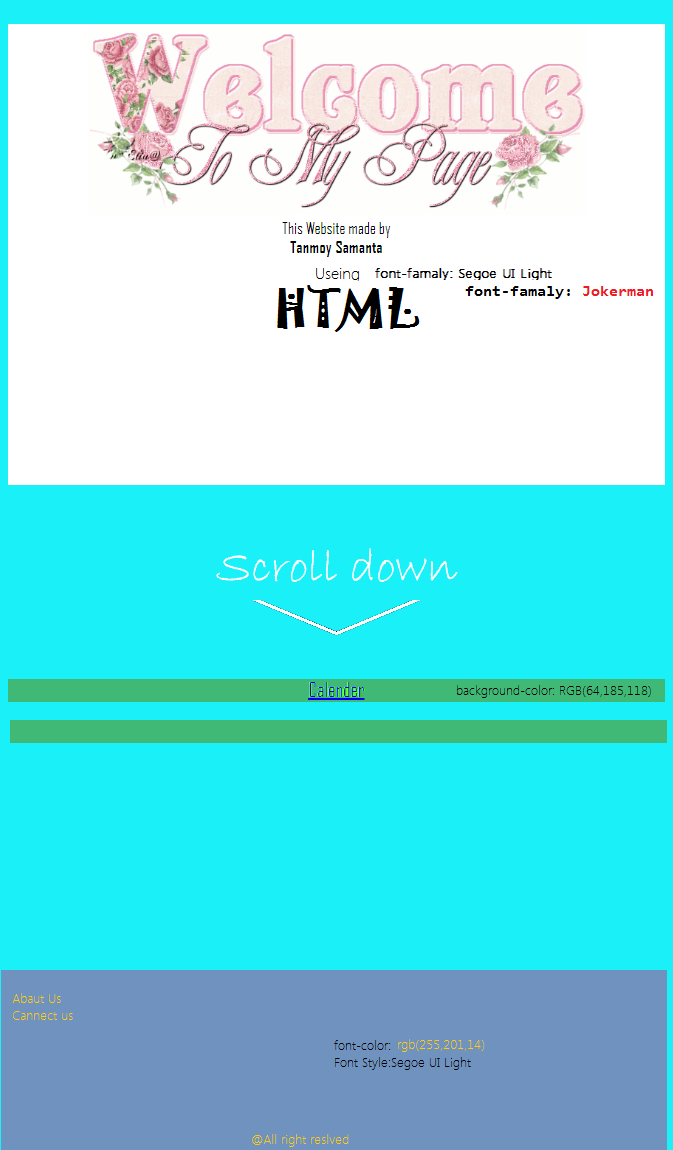 Welcome
To My Page
This Website made by
Tanmoy Samanta
Useing font-famaly: Segoe UI Light
HTML font-famaly: Jokerman
Scroll down
Calender background-color: RGB(64,185,118)
Abaut Us
Cannect us
font-color: rgb(255,201,14)
Font Style:Segoe UI Light
@All right reslved